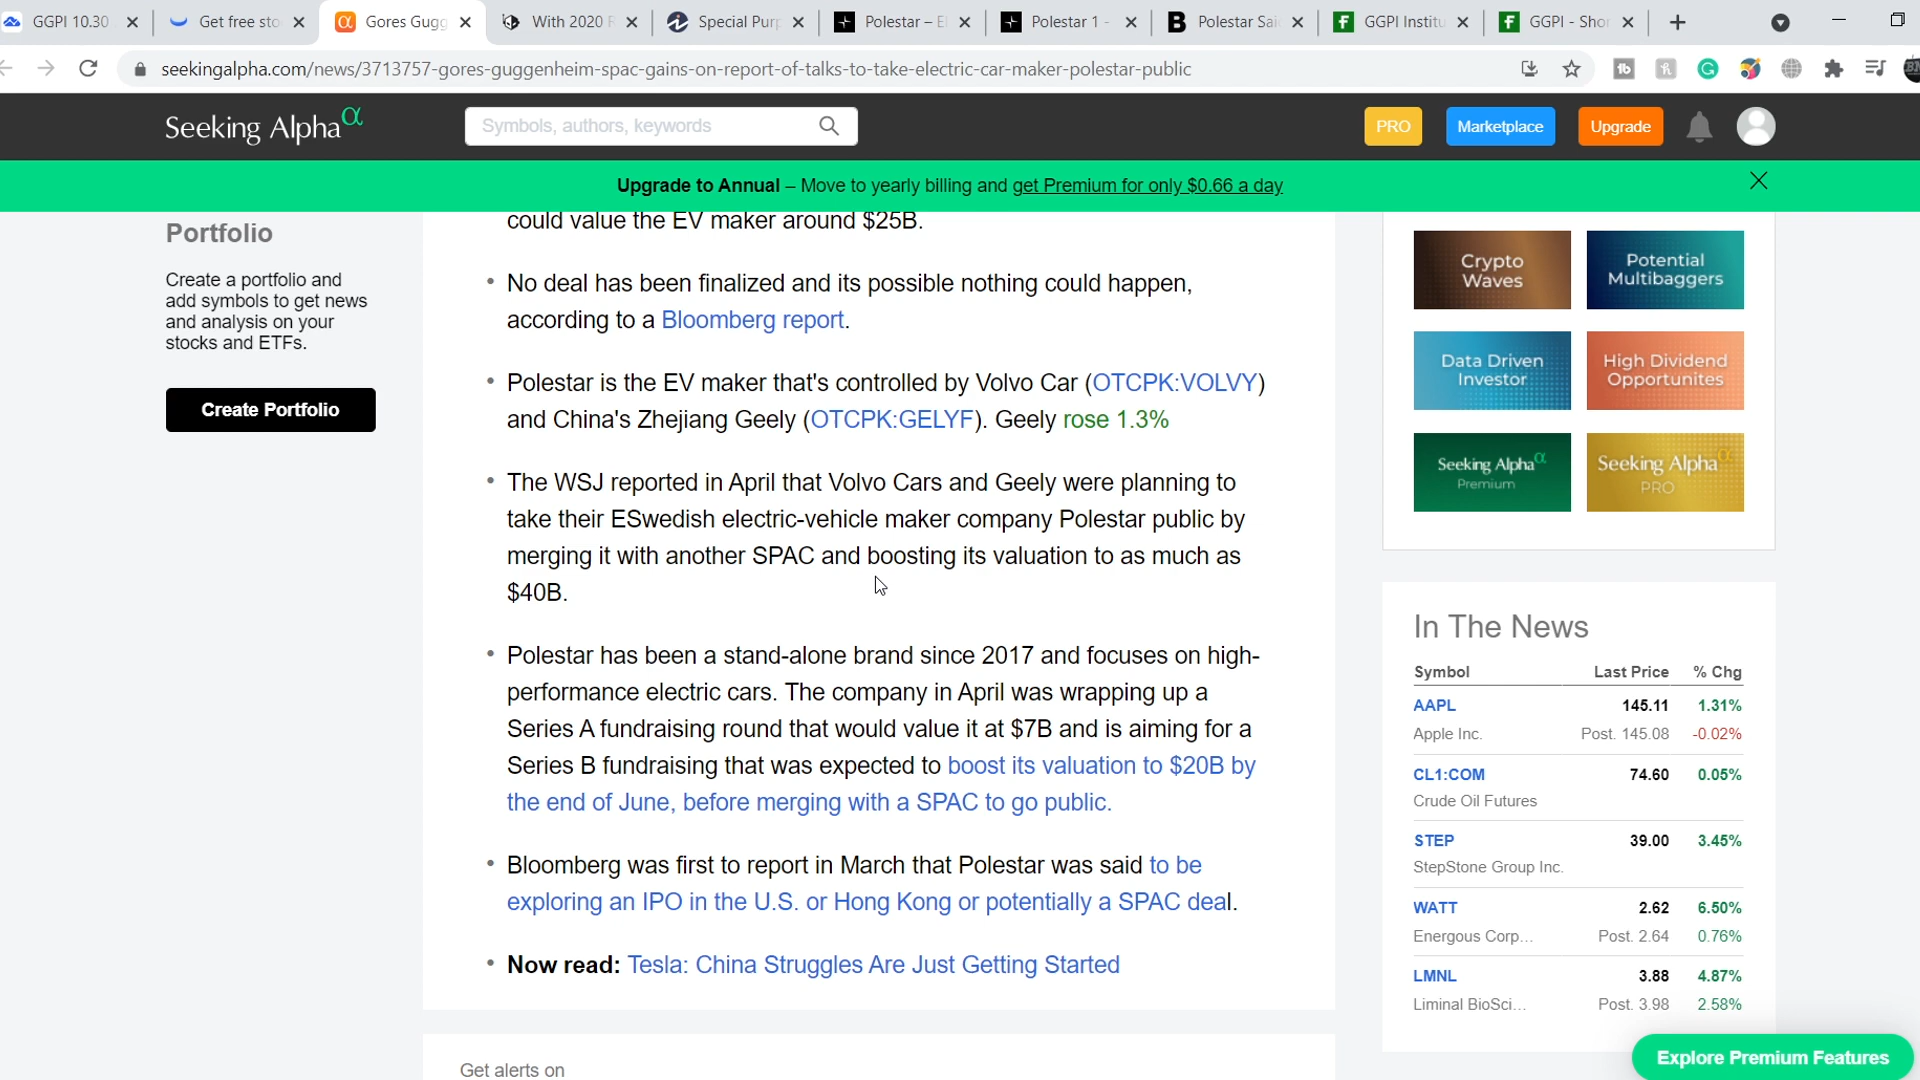 GGPI 10.30
Get free sto
Gores Gugg
With 2020 F
Special Purp
Polestar – El
Polestar 1 -
Polestar Sai
GGPI Institu
GGPI - Shor
seekingalpha.com/news/3713757-gores-guggenheim-spac-gains-on-report-of-talks-to-take-electric-car-maker-polestar-public
Seeking Alpha α
Symbols, authors, keywords
PRO
Marketplace
Upgrade
Upgrade to Annual – Move to yearly billing and get Premium for only $0.66 a day
Portfolio
Create a portfolio and
add symbols to get news
and analysis on your
stocks and ETFs.
Create Portfolio
could value the EV maker around $25B.
• No deal has been finalized and its possible nothing could happen,
according to a Bloomberg report.
• Polestar is the EV maker that's controlled by Volvo Car (OTCPK:VOLVY)
and China's Zhejiang Geely (OTCPK:GELYF). Geely rose 1.3%
• The WSJ reported in April that Volvo Cars and Geely were planning to
take their ESwedish electric-vehicle maker company Polestar public by
merging it with another SPAC and boosting its valuation to as much as
$40B.
• Polestar has been a stand-alone brand since 2017 and focuses on high-
performance electric cars. The company in April was wrapping up a
Series A fundraising round that would value it at $7B and is aiming for a
Series B fundraising that was expected to boost its valuation to $20B by
the end of June, before merging with a SPAC to go public.
• Bloomberg was first to report in March that Polestar was said to be
exploring an IPO in the U.S. or Hong Kong or potentially a SPAC deal.
• Now read: Tesla: China Struggles Are Just Getting Started
Get alerts on
Crypto
Waves
Potential
Multibaggers
Data Driven
Investor
High Dividend
Opportunites
Seeking Alpha α
Premium
Seeking Alpha α
PRO
In The News
Symbol Last Price % Chg
AAPL 145.11 1.31%
Apple Inc. Post. 145.08 -0.02%
CL1:COM 74.60 0.05%
Crude Oil Futures
STEP 39.00 3.45%
StepStone Group Inc.
WATT 2.62 6.50%
Energous Corp... Post. 2.64 0.76%
LMNL 3.88 4.87%
Liminal BioSci... Post. 3.98 2.58%
Explore Premium Features